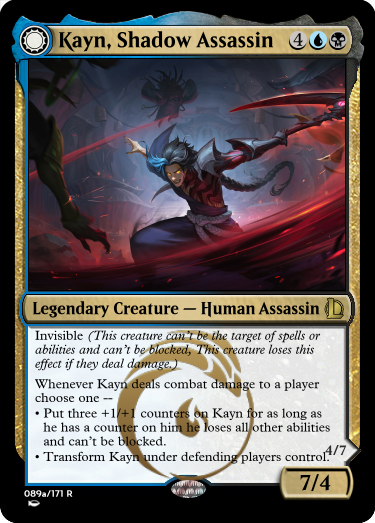 Kayn, Shadow Assassin 4
Legendary Creature — Human Assassin
Invisible (This creature can't be the target of spells or
abilities and can't be blocked, This creature loses this
effect if they deal damage.)
Whenever Kayn deals combat damage to a player
choose one --
• Put three +1/+1 counters on Kayn for as long as
he has a counter on him he loses all other abilities
and can't be blocked.
• Transform Kayn under defending players control.
4/7
7/4
089a/171 R